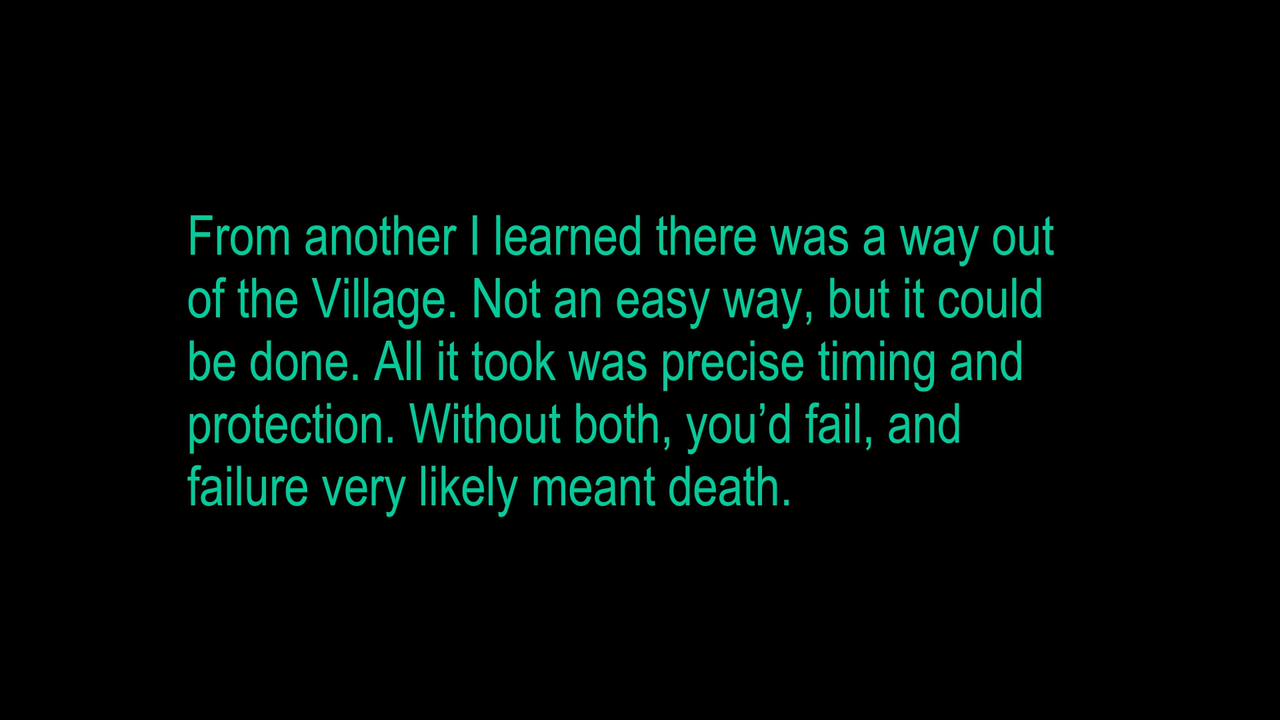 From another I learned there was a way out
of the Village. Not an easy way, but it could
be done. All it took was precise timing and
protection. Without both, you’d fail, and
failure very likely meant death.